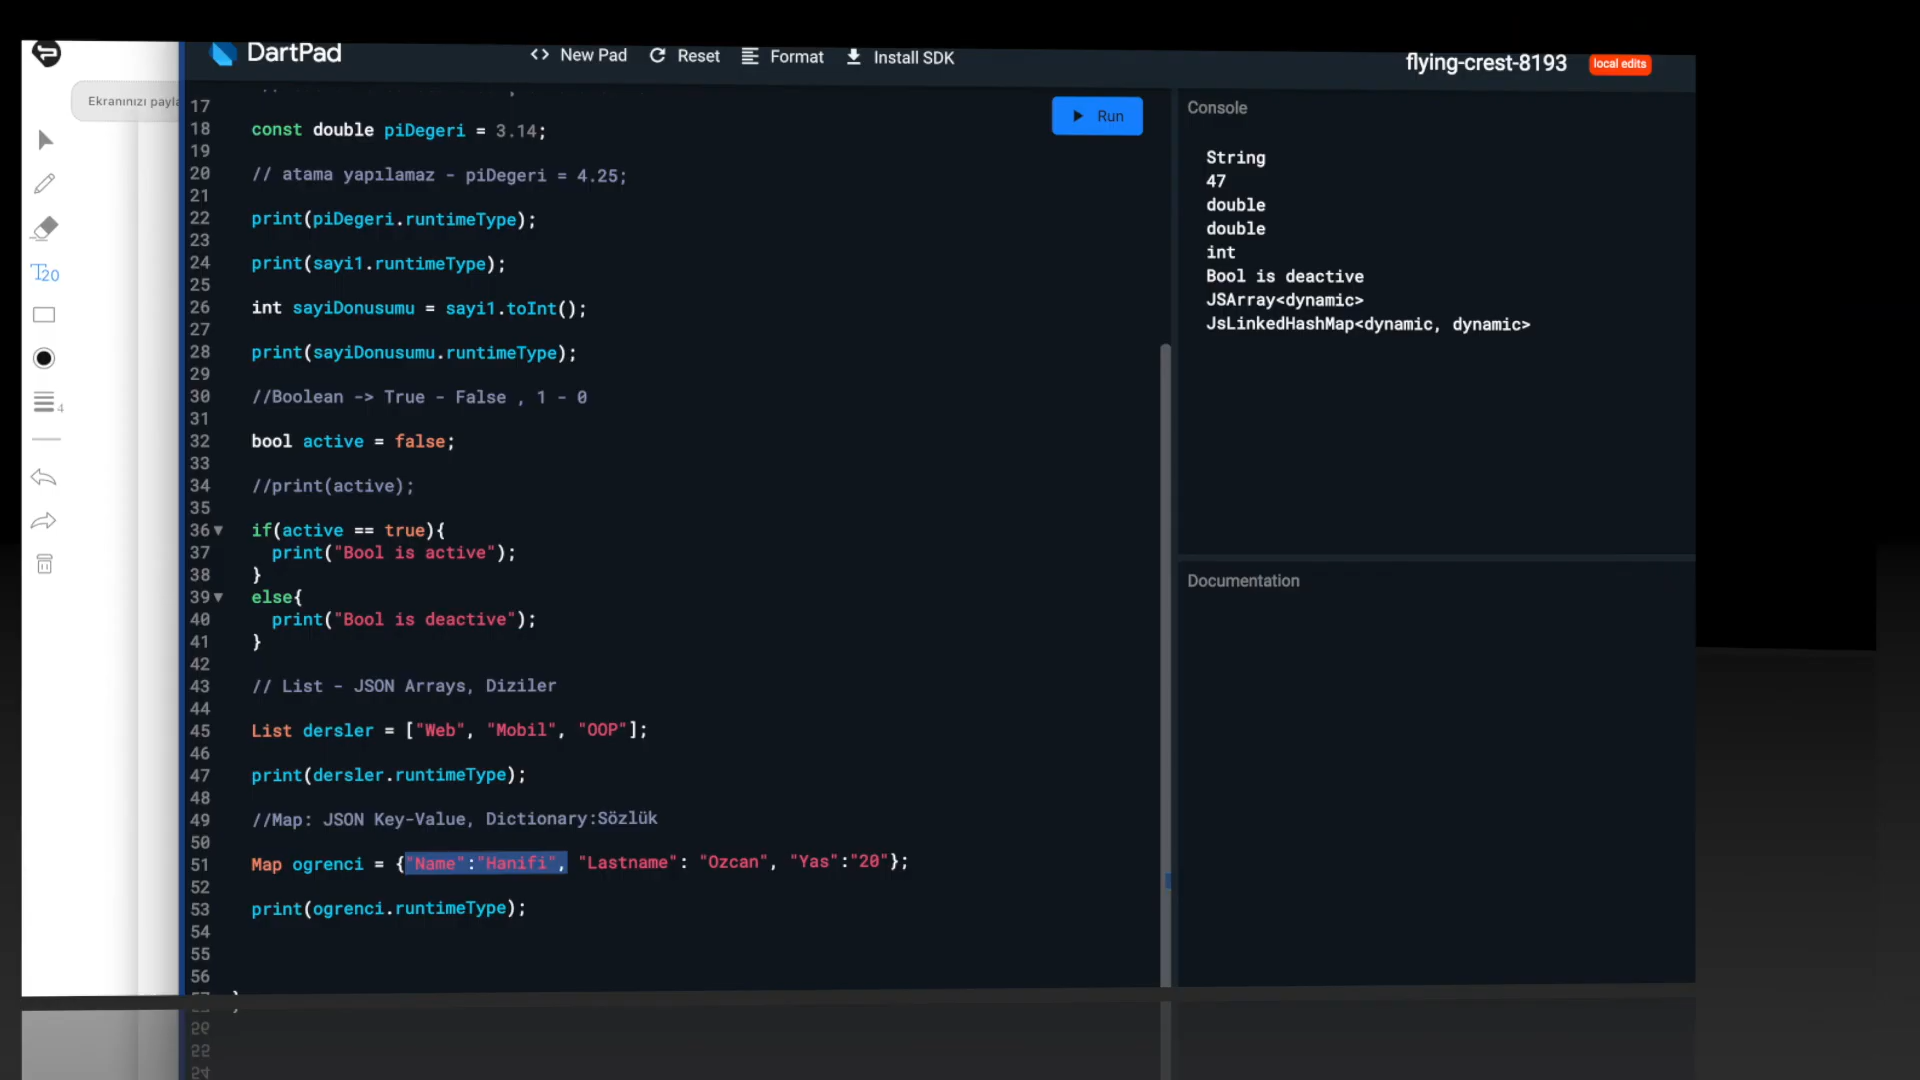 DartPad
<> New Pad
Reset
Format
Install SDK
flying-crest-8193
local edits
Ekranınızı payla
T20
4
17
18 const double piDegeri = 3.14;
19
20 // atama yapılamaz - piDegeri = 4.25;
21
22 print(piDegeri.runtimeType);
23
24 print(sayi1.runtimeType);
25
26 int sayiDonusumu = sayi1.toInt();
27
28 print(sayiDonusumu.runtimeType);
29
30 //Boolean -> True - False , 1 - 0
31
32 bool active = false;
33
34 //print(active);
35
36 if(active == true){
37 print("Bool is active");
38 }
39 else{
40 print("Bool is deactive");
41 }
42
43 // List - JSON Arrays, Diziler
44
45 List dersler = ["Web", "Mobil", "OOP"];
46
47 print(dersler.runtimeType);
48
49 //Map: JSON Key-Value, Dictionary:Sözlük
50
51 Map ogrenci = {"Name":"Hanifi", "Lastname": "Ozcan", "Yas":"20"};
52
53 print(ogrenci.runtimeType);
54
55
56
Run
Console
String
47
double
double
int
Bool is deactive
JSArray<dynamic>
JsLinkedHashMap<dynamic, dynamic>
Documentation